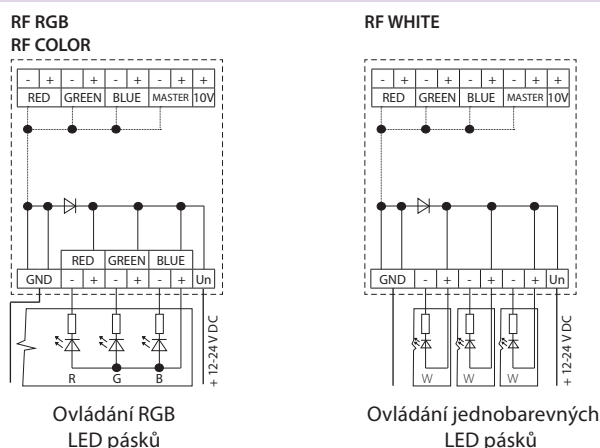 RF RGB
RF COLOR
- + - + - + - + +
RED GREEN BLUE MASTER 10V
RED GREEN BLUE
GND - + - + - + Un
R G B
+ 12-24 V DC
Ovládání RGB
LED pásků
RF WHITE
- + - + - + - + +
RED GREEN BLUE MASTER 10V
GND - + - + - + Un
W W W
+ 12-24 V DC
Ovládání jednobarevných
LED pásků